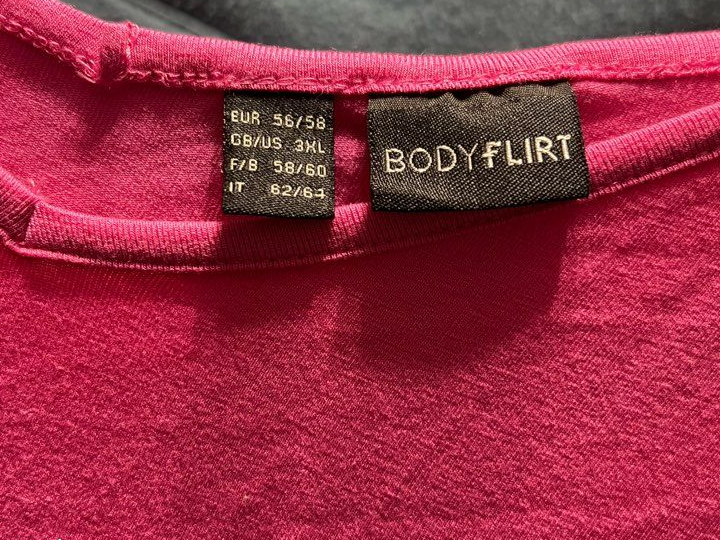 EUR 56/58
GB/US 3XL
F/B 58/60
IT 62/64
BODYFLIRT